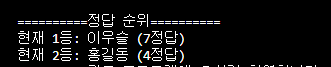 ==========정답 순위==========
현재 1등: 이우슬 (7정답)
현재 2등: 홍길동 (4정답)